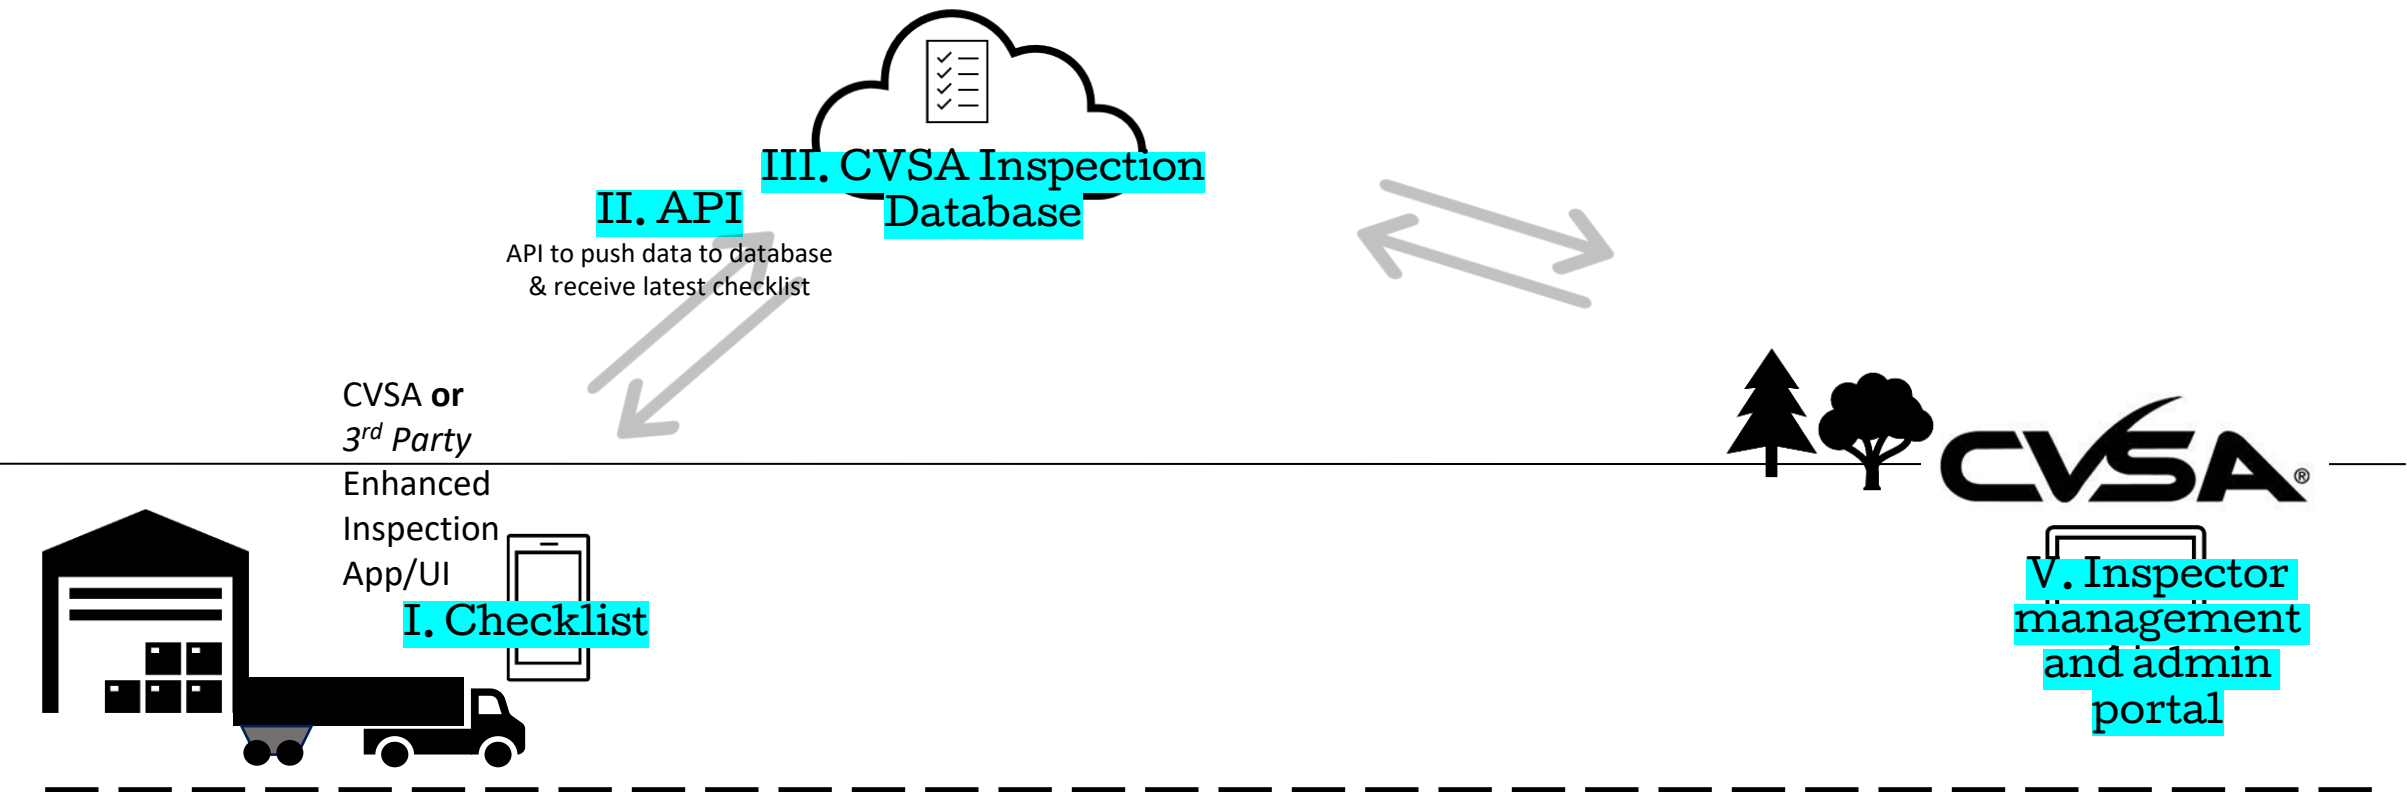 III. CVSA Inspection
Database
II. API
API to push data to database
& receive latest checklist
CVSA or
3rd Party
Enhanced
Inspection
App/UI
I. Checklist
CVSA®
V. Inspector
management
and admin
portal